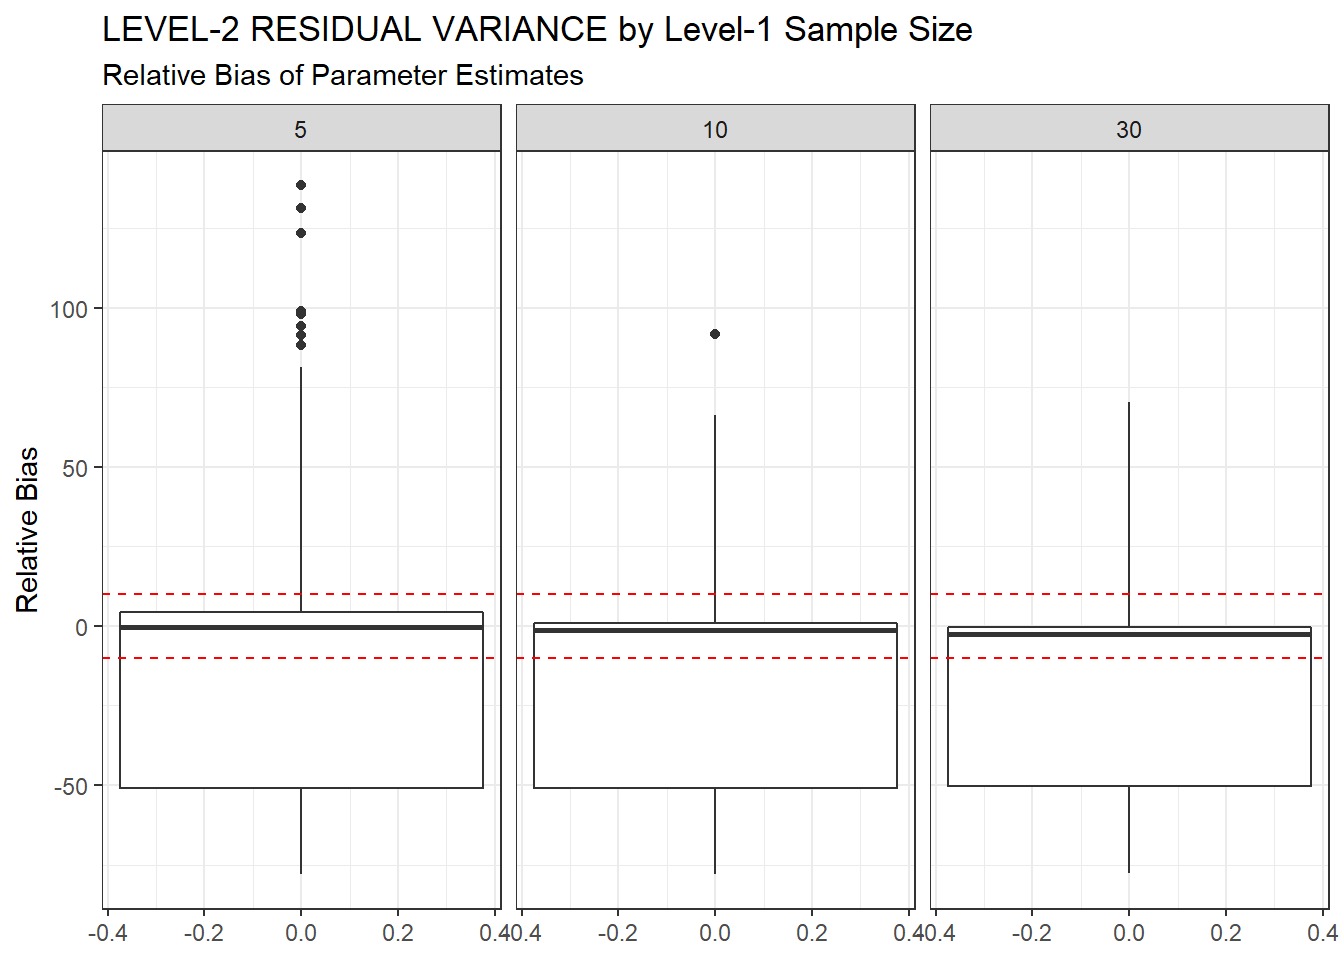 LEVEL-2 RESIDUAL VARIANCE by Level-1 Sample Size
Relative Bias of Parameter Estimates
5 10 30
Relative Bias
100
50
0
-50
-0.4 -0.2 0.0 0.2 0.4 -0.4 -0.2 0.0 0.2 0.4 -0.4 -0.2 0.0 0.2 0.4